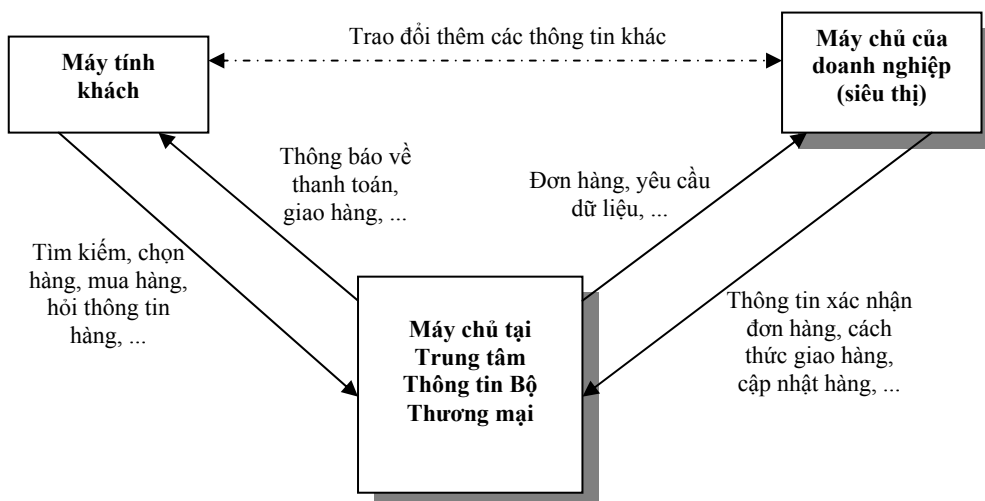 Trao đổi thêm các thông tin khác
Máy tính
khách
Máy chủ của
doanh nghiệp
(siêu thị)
Thông báo về
thanh toán,
giao hàng, ...
Đơn hàng, yêu cầu
dữ liệu, ...
Tìm kiếm, chọn
hàng, mua hàng,
hỏi thông tin
hàng, ...
Máy chủ tại
Trung tâm
Thông tin Bộ
Thương mại
Thông tin xác nhận
đơn hàng, cách
thức giao hàng,
cập nhật hàng, ...